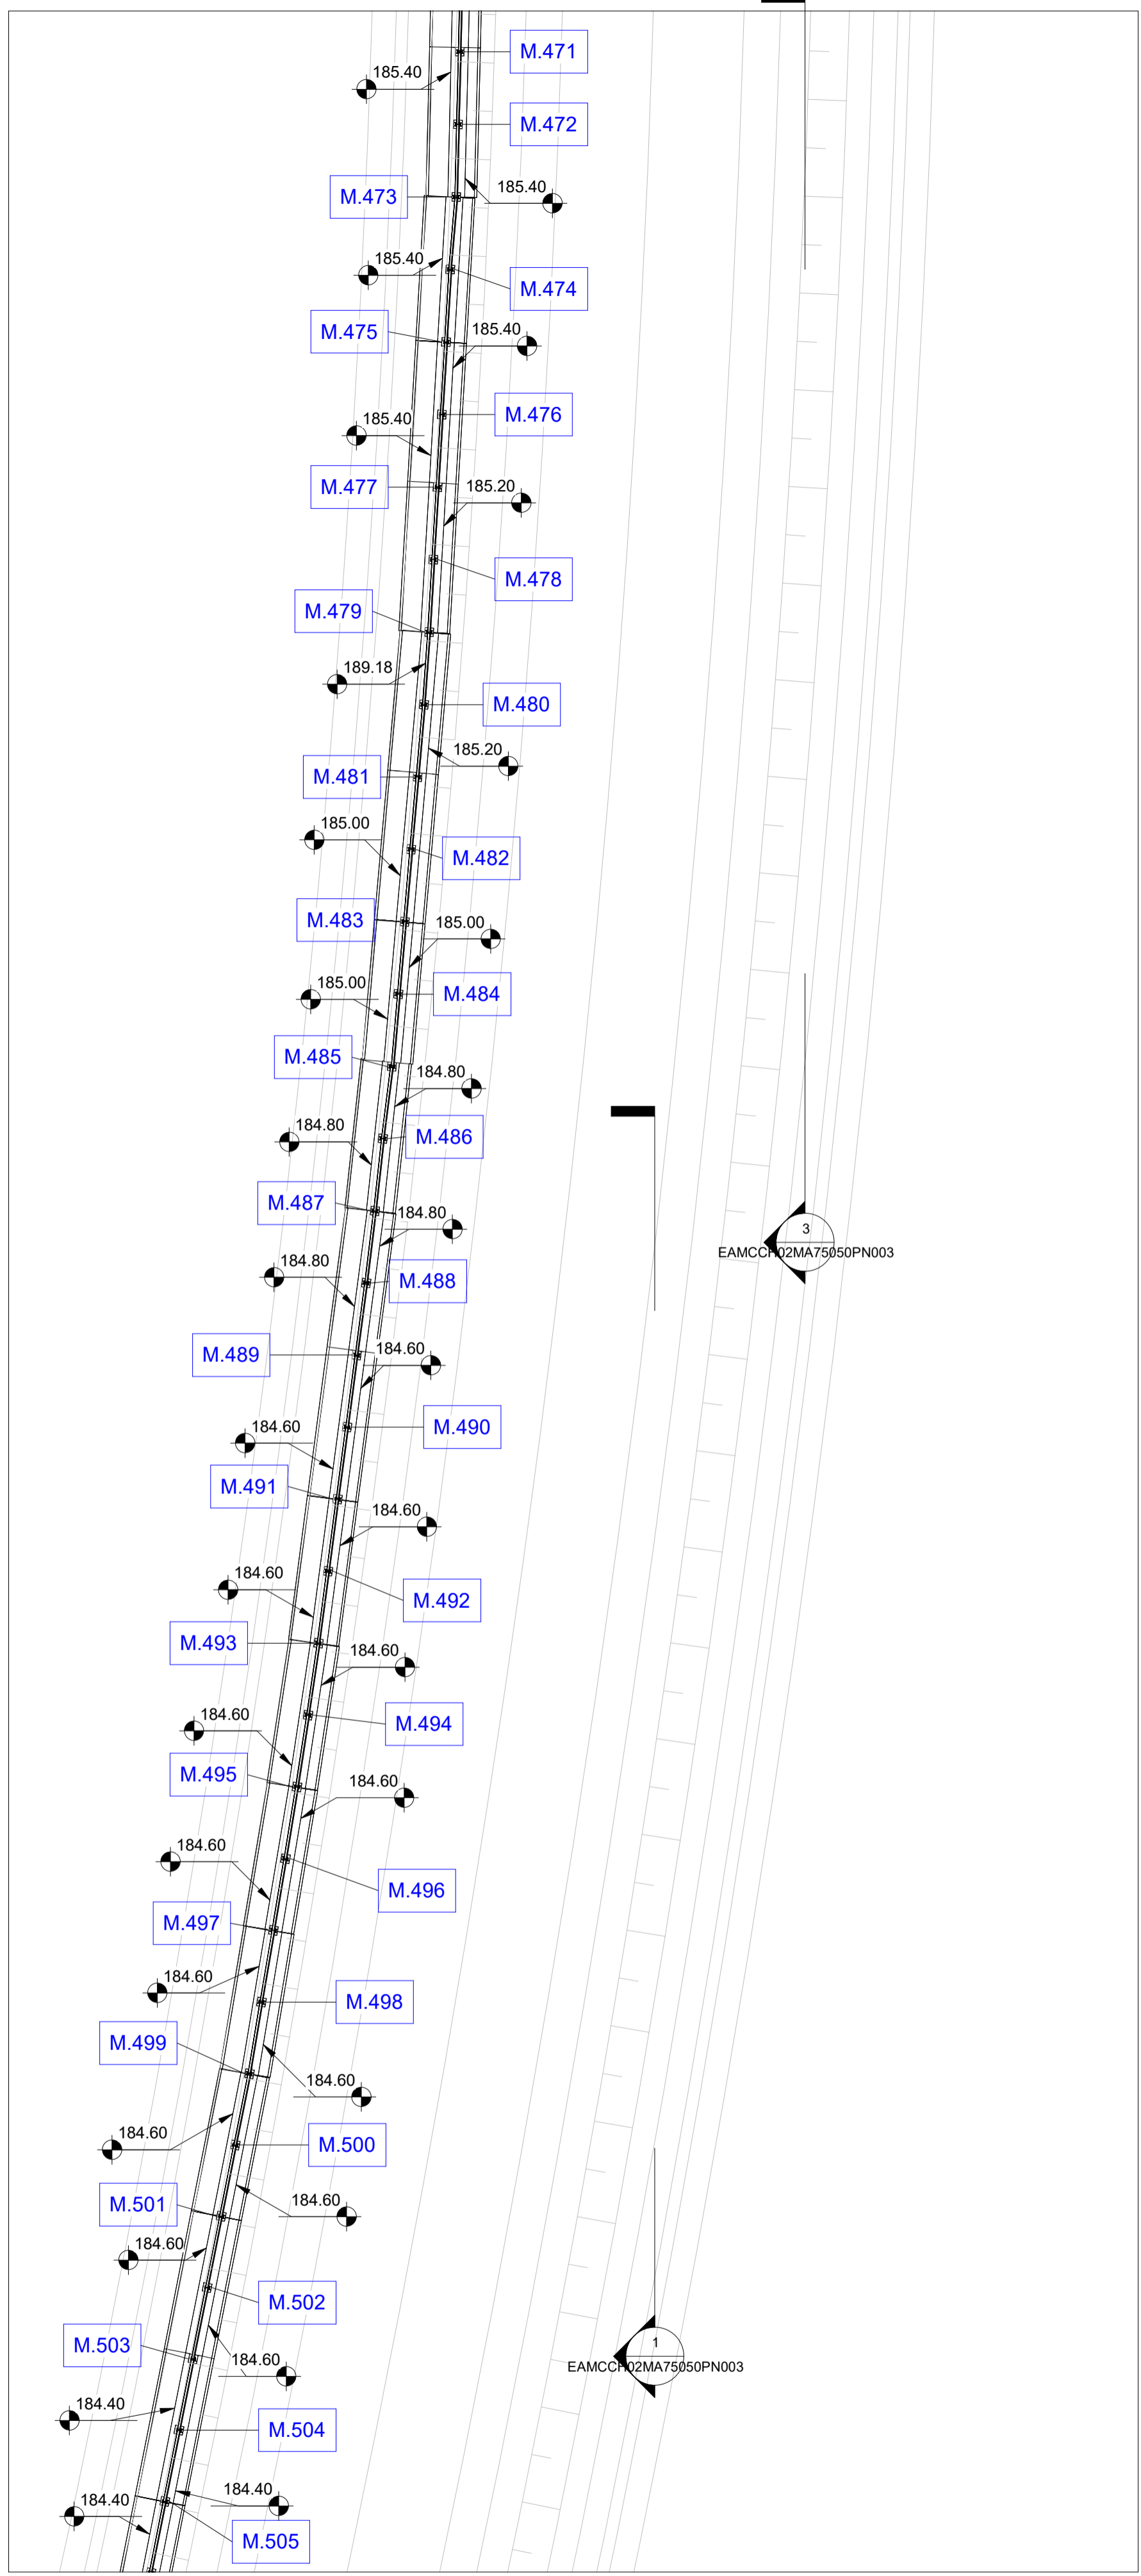 M.471
185.40
M.472
M.473
185.40
185.40
M.474
M.475
185.40
M.476
185.40
M.477
185.20
M.478
M.479
189.18
M.480
185.20
M.481
185.00
M.482
M.483
185.00
185.00
M.484
M.485
184.80
184.80
M.486
M.487
184.80
3
EAMCCH02MA75050PN003
184.80
M.488
M.489
184.60
184.60
M.490
M.491
184.60
184.60
M.492
M.493
184.60
184.60
M.494
M.495
184.60
184.60
M.496
M.497
184.60
M.498
M.499
184.60
184.60
M.500
M.501
184.60
184.60
M.502
M.503
184.60
1
EAMCCH02MA75050PN003
184.40
M.504
184.40
184.40
M.505